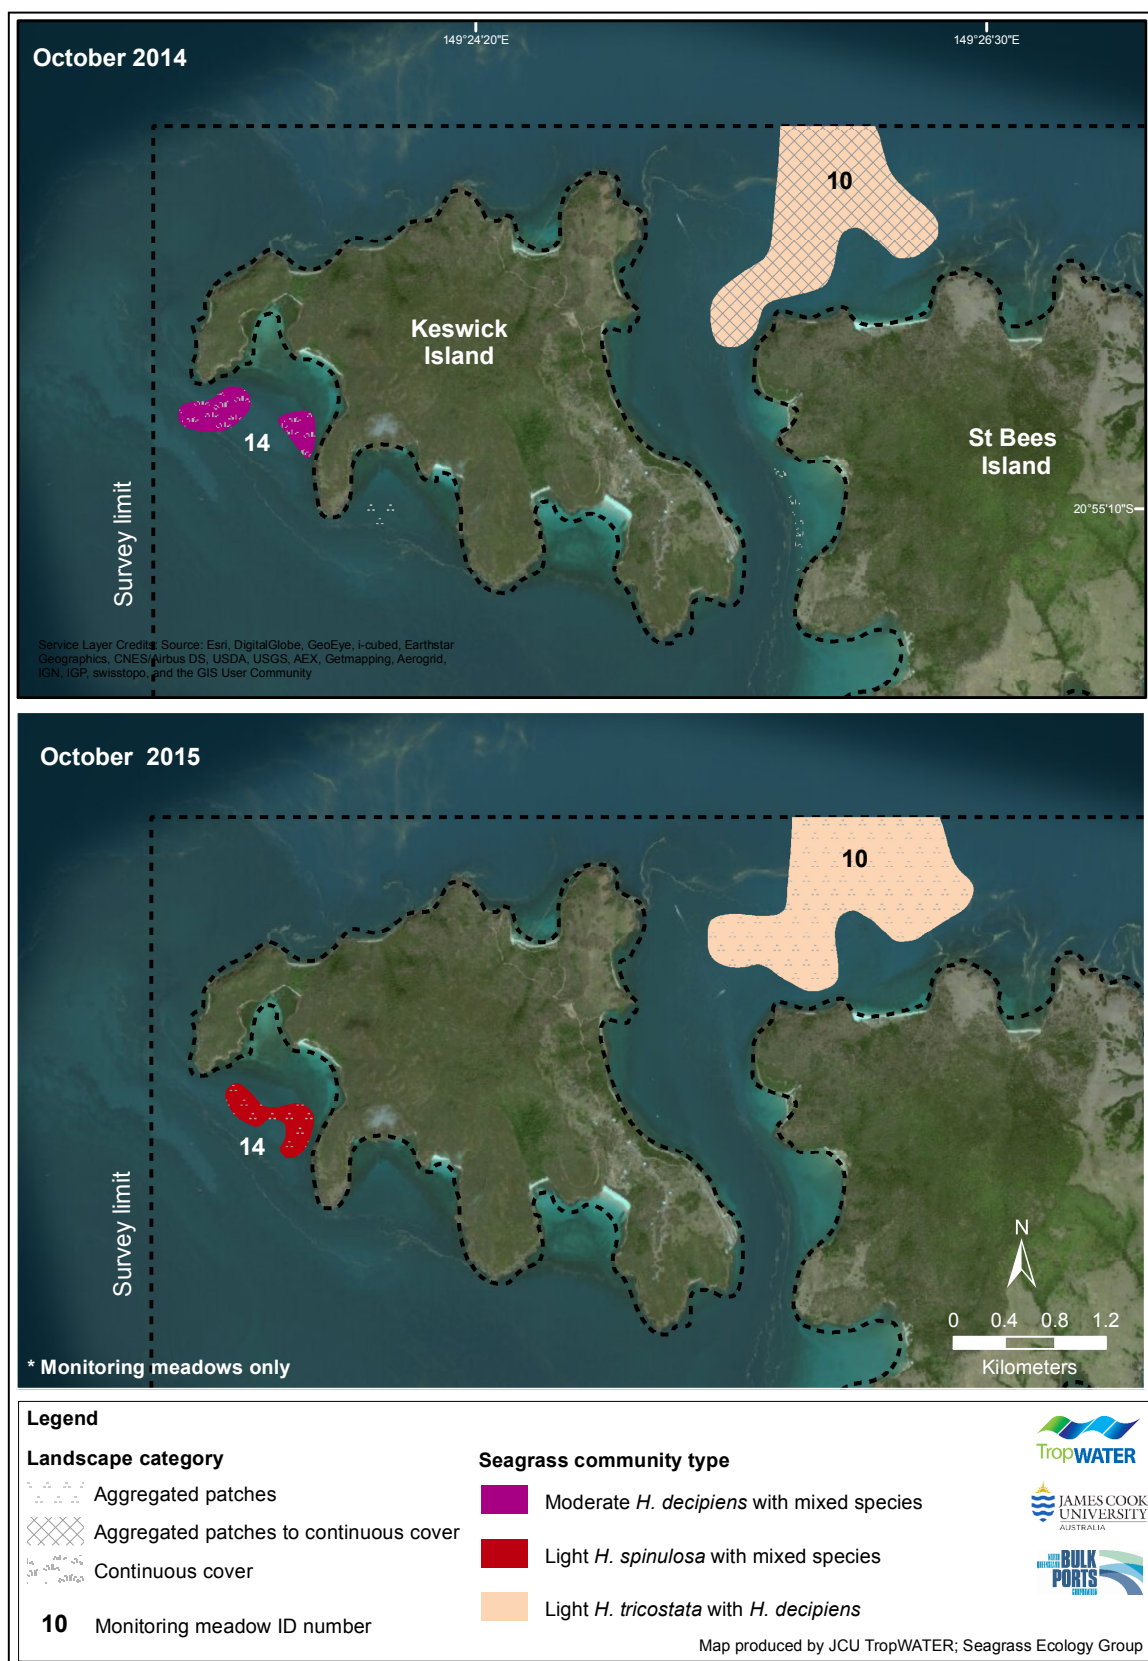 October 2014
149°24'20"E
149°26'30"E
10
Keswick
Island
14
St Bees
Island
20°55'10"S
Survey limit
Service Layer Credits: Source: Esri, DigitalGlobe, GeoEye, i-cubed, Earthstar
Geographics, CNES/Airbus DS, USDA, USGS, AEX, Getmapping, Aerogrid,
IGN, IGP, swisstopo, and the GIS User Community
October 2015
10
14
Survey limit
N
0 0.4 0.8 1.2
Kilometers
* Monitoring meadows only
Legend
Landscape category
Aggregated patches
Aggregated patches to continuous cover
Continuous cover
10 Monitoring meadow ID number
Seagrass community type
Moderate H. decipiens with mixed species
Light H. spinulosa with mixed species
Light H. tricostata with H. decipiens
TropWATER
JAMES COOK
UNIVERSITY
AUSTRALIA
NORTH
QUEENSLAND
BULK
PORTS
CORPORATION
Map produced by JCU TropWATER; Seagrass Ecology Group